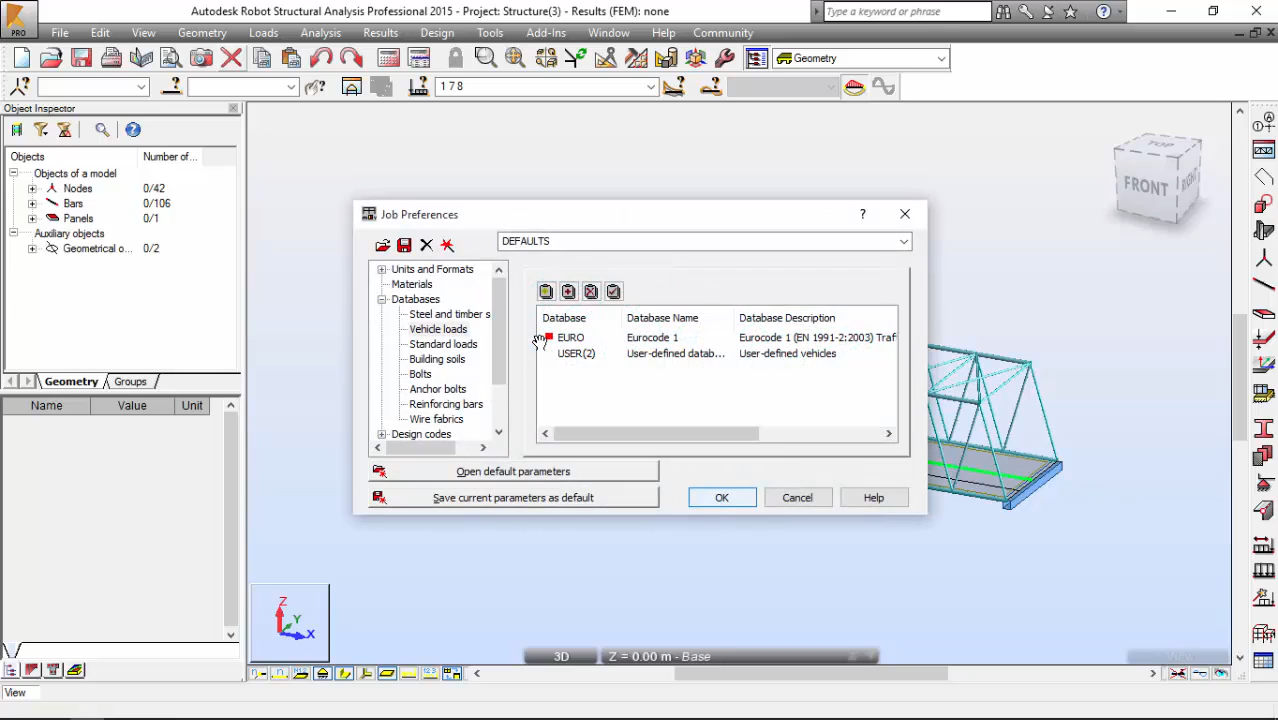 Autodesk Robot Structural Analysis Professional 2015 - Project: Structure(3) - Results (FEM): none
Type a keyword or phrase
PRO
File Edit View Geometry Loads Analysis Results Design Tools Add-Ins Window Help Community
Geometry
1 7 8
Object Inspector
Objects Number of...
Objects of a model
Nodes 0/42
Bars 0/106
Panels 0/1
Auxiliary objects
Geometrical o... 0/2
Geometry Groups
Name Value Unit
View
TOP
FRONT
RIGHT
Job Preferences
DEFAULTS
Units and Formats
Materials
Databases
Steel and timber s
Vehicle loads
Standard loads
Building soils
Bolts
Anchor bolts
Reinforcing bars
Wire fabrics
Design codes
Database Database Name Database Description
EURO Eurocode 1 Eurocode 1 (EN 1991-2:2003) Traf
USER(2) User-defined datab... User-defined vehicles
Open default parameters
Save current parameters as default
OK Cancel Help
Z
Y
X
3D Z = 0.00 m - Base